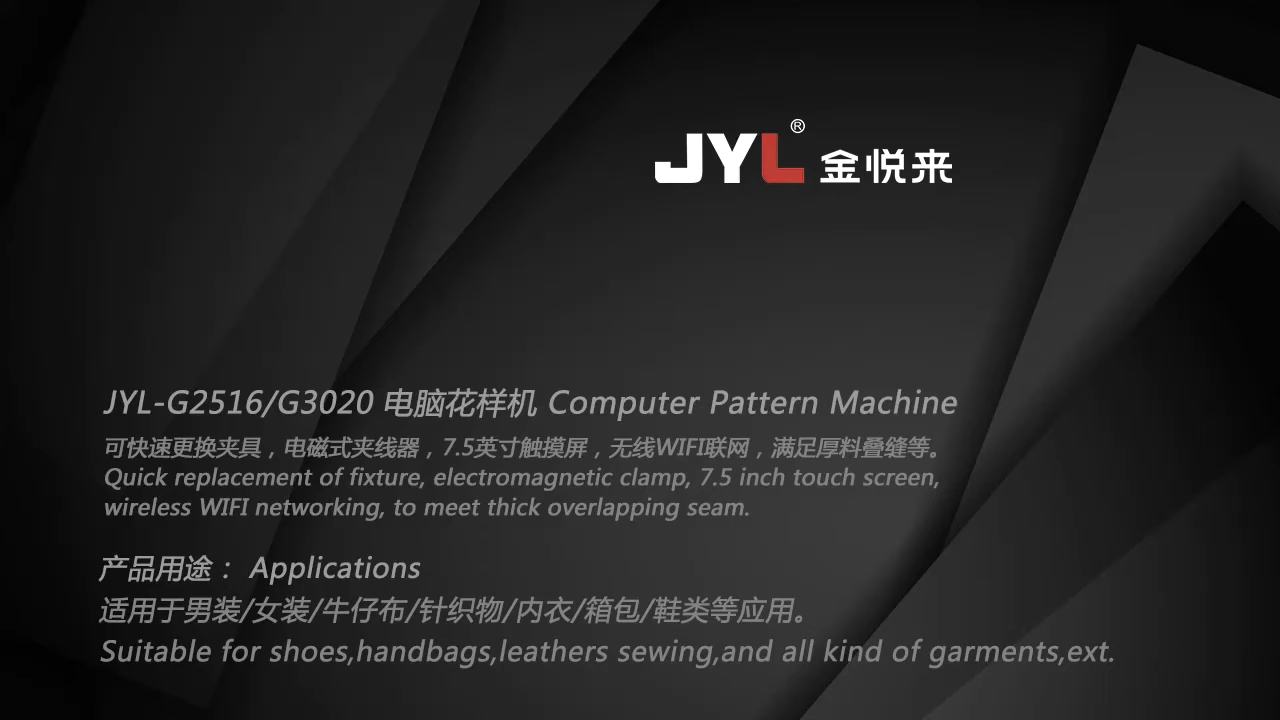 JYL® 金悦来
JYL-G2516/G3020 电脑花样机 Computer Pattern Machine
可快速更换夹具，电磁式夹线器，7.5英寸触摸屏，无线WIFI联网，满足厚料叠缝等。
Quick replacement of fixture, electromagnetic clamp, 7.5 inch touch screen,
wireless WIFI networking, to meet thick overlapping seam.
产品用途： Applications
适用于男装/女装/牛仔布/针织物/内衣/箱包/鞋类等应用。
Suitable for shoes,handbags,leathers sewing,and all kind of garments,ext.